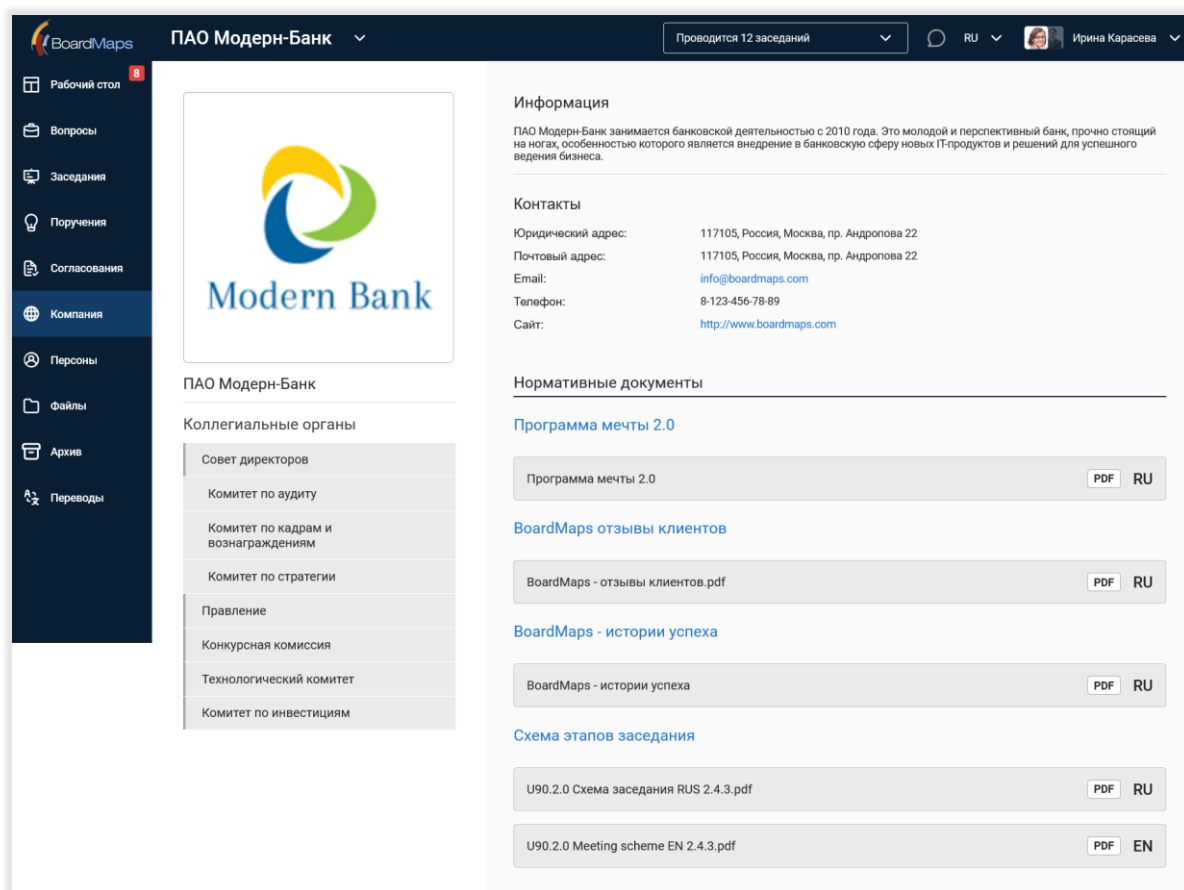 BoardMaps
ПАО Модерн-Банк
Проводится 12 заседаний
RU
Ирина Карасева
Рабочий стол
8
Вопросы
Заседания
Поручения
Согласования
Компания
Персоны
Файлы
Архив
Переводы
Modern Bank
ПАО Модерн-Банк
Коллегиальные органы
Совет директоров
Комитет по аудиту
Комитет по кадрам и
вознаграждениям
Комитет по стратегии
Правление
Конкурсная комиссия
Технологический комитет
Комитет по инвестициям
Информация
ПАО Модерн-Банк занимается банковской деятельностью с 2010 года. Это молодой и перспективный банк, прочно стоящий
на ногах, особенностью которого является внедрение в банковскую сферу новых IT-продуктов и решений для успешного
ведения бизнеса.
Контакты
Юридический адрес: 117105, Россия, Москва, пр. Андропова 22
Почтовый адрес: 117105, Россия, Москва, пр. Андропова 22
Email: info@boardmaps.com
Телефон: 8-123-456-78-89
Сайт: http://www.boardmaps.com
Нормативные документы
Программа мечты 2.0
Программа мечты 2.0 PDF RU
BoardMaps отзывы клиентов
BoardMaps - отзывы клиентов.pdf PDF RU
BoardMaps - истории успеха
BoardMaps - истории успеха PDF RU
Схема этапов заседания
U90.2.0 Схема заседания RUS 2.4.3.pdf PDF RU
U90.2.0 Meeting scheme EN 2.4.3.pdf PDF EN